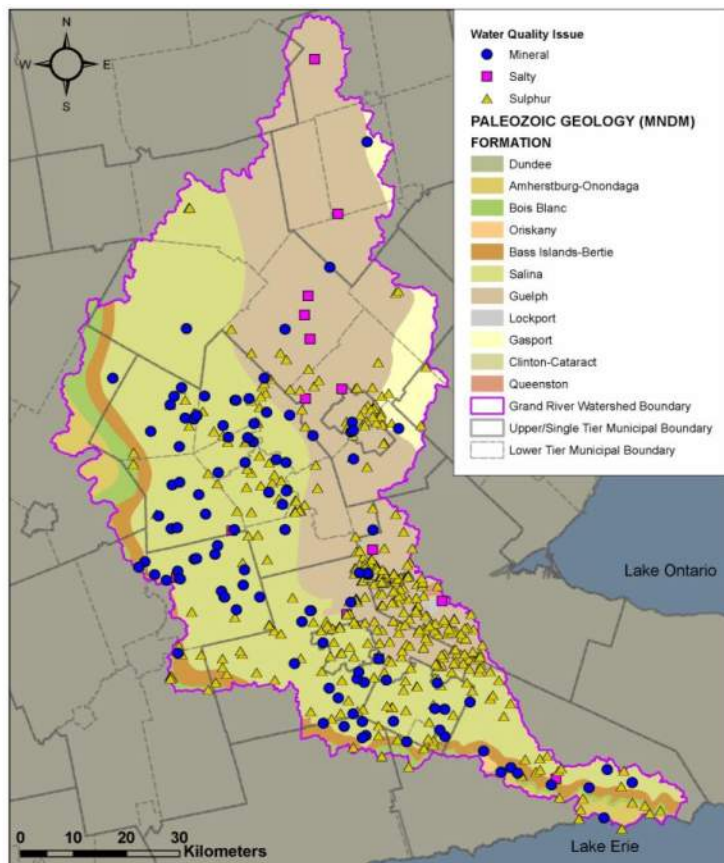 N
W E
S
Water Quality Issue
Mineral
Salty
Sulphur
PALEOZOIC GEOLOGY (MNDM)
FORMATION
Dundee
Amherstburg-Onondaga
Bois Blanc
Oriskany
Bass Islands-Bertie
Salina
Guelph
Lockport
Gasport
Clinton-Cataract
Queenston
Grand River Watershed Boundary
Upper/Single Tier Municipal Boundary
Lower Tier Municipal Boundary
Lake Ontario
0 10 20 30
Kilometers
Lake Erie